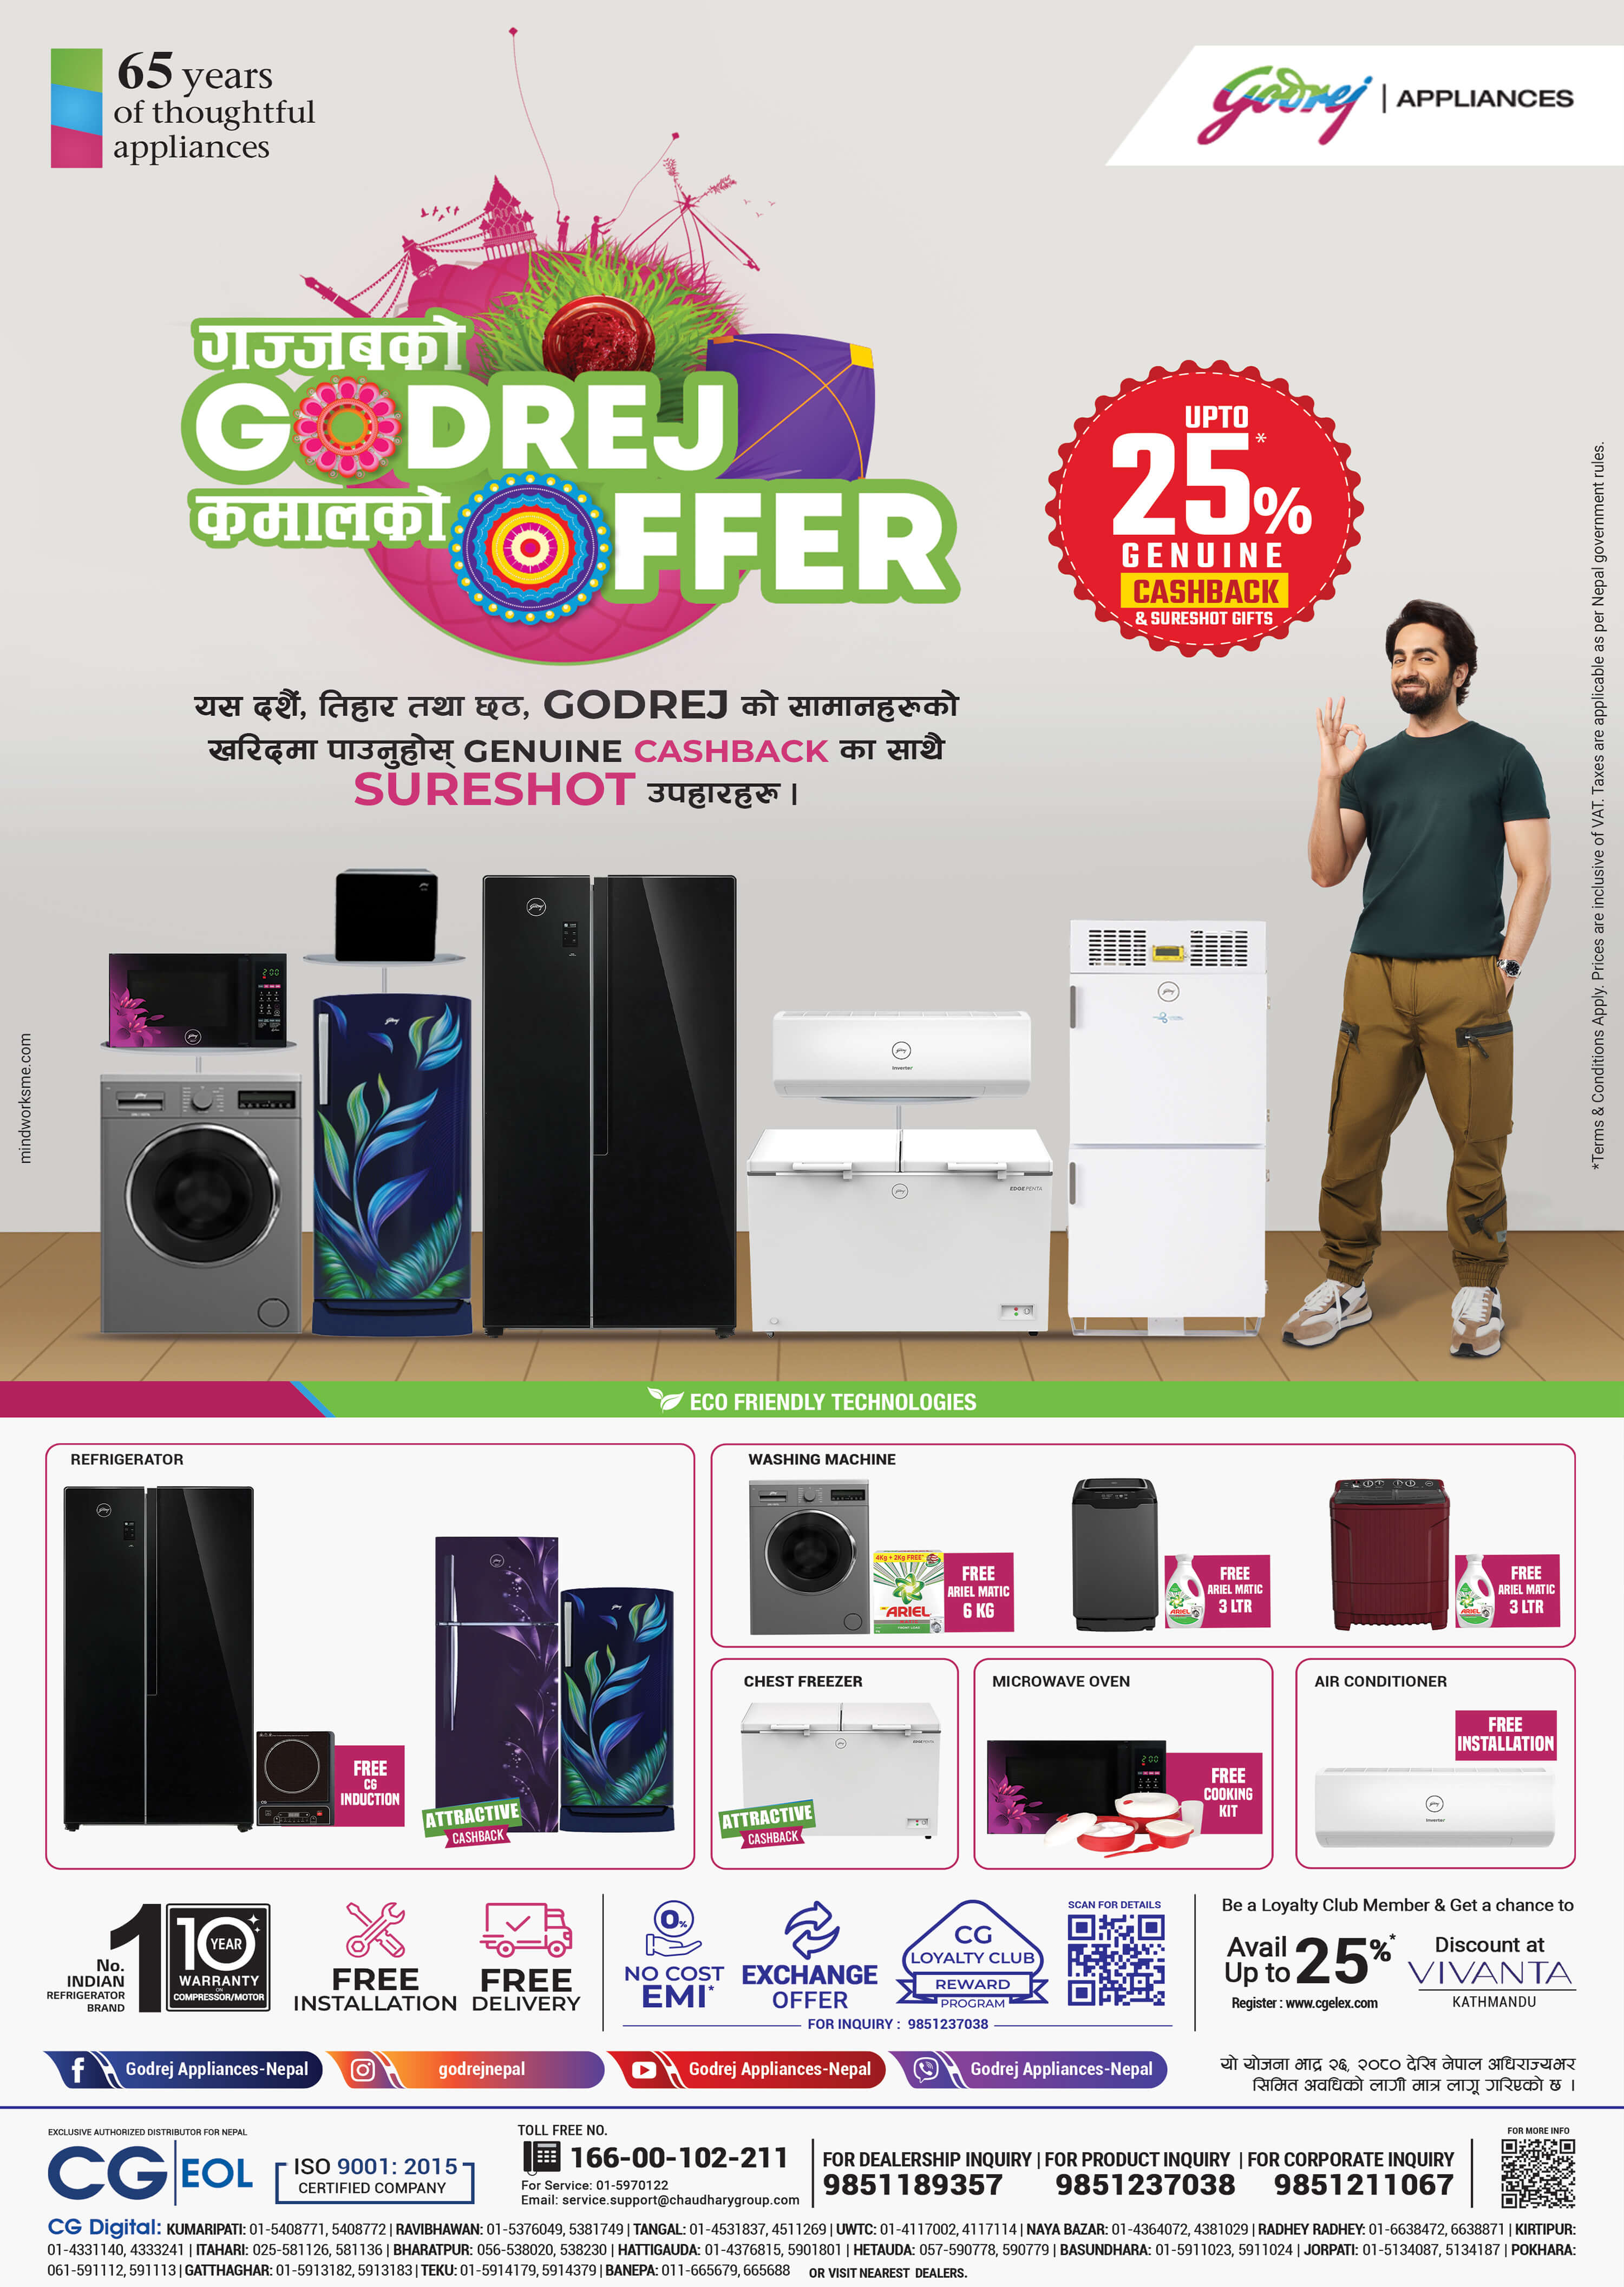 65 years
of thoughtful
appliances
Godrej | APPLIANCES
गज्जबको
GODREJ
कमालको OFFER
UPTO
25%*
GENUINE
CASHBACK
& SURESHOT GIFTS
यस दशैं, तिहार तथा छठ, GODREJ को सामानहरूको
खरिदमा पाउनुहोस् GENUINE CASHBACK का साथै
SURESHOT उपहारहरू ।
*Terms & Conditions Apply. Prices are inclusive of VAT. Taxes are applicable as per Nepal government rules.
mindworksme.com
Inverter
EDGE PENTA
ECO FRIENDLY TECHNOLOGIES
REFRIGERATOR
FREE
CG
INDUCTION
ATTRACTIVE
CASHBACK
WASHING MACHINE
4Kg + 2Kg FREE*
ARIEL
FREE
ARIEL MATIC
6 KG
ARIEL
FREE
ARIEL MATIC
3 LTR
ARIEL
FREE
ARIEL MATIC
3 LTR
CHEST FREEZER
EDGE PENTA
ATTRACTIVE
CASHBACK
MICROWAVE OVEN
FREE
COOKING
KIT
AIR CONDITIONER
FREE
INSTALLATION
Inverter
No. 1
INDIAN
REFRIGERATOR
BRAND
10
YEAR
WARRANTY
ON
COMPRESSOR/MOTOR
FREE
INSTALLATION
FREE
DELIVERY
0%
NO COST
EMI*
EXCHANGE
OFFER
CG
LOYALTY CLUB
REWARD
PROGRAM
SCAN FOR DETAILS
FOR INQUIRY : 9851237038
Be a Loyalty Club Member & Get a chance to
Avail
Up to 25%*
Discount at
VIVANTA
KATHMANDU
Register : www.cgelex.com
Godrej Appliances-Nepal
godrejnepal
Godrej Appliances-Nepal
Godrej Appliances-Nepal
यो योजना भाद्र २६, २०८० देखि नेपाल अधिराज्यभर
सिमित अवधिको लागी मात्र लागू गरिएको छ ।
EXCLUSIVE AUTHORIZED DISTRIBUTOR FOR NEPAL
CG|EOL
ISO 9001: 2015
CERTIFIED COMPANY
TOLL FREE NO.
166-00-102-211
For Service: 01-5970122
Email: service.support@chaudharygroup.com
FOR DEALERSHIP INQUIRY | FOR PRODUCT INQUIRY | FOR CORPORATE INQUIRY
9851189357 9851237038 9851211067
FOR MORE INFO
CG Digital: KUMARIPATI: 01-5408771, 5408772 | RAVIBHAWAN: 01-5376049, 5381749 | TANGAL: 01-4531837, 4511269 | UWTC: 01-4117002, 4117114 | NAYA BAZAR: 01-4364072, 4381029 | RADHEY RADHEY: 01-6638472, 6638871 | KIRTIPUR:
01-4331140, 4333241 | ITAHARI: 025-581126, 581136 | BHARATPUR: 056-538020, 538230 | HATTIGAUDA: 01-4376815, 5901801 | HETAUDA: 057-590778, 590779 | BASUNDHARA: 01-5911023, 5911024 | JORPATI: 01-5134087, 5134187 | POKHARA:
061-591112, 591113 | GATTHAGHAR: 01-5913182, 5913183 | TEKU: 01-5914179, 5914379 | BANEPA: 011-665679, 665688 OR VISIT NEAREST DEALERS.